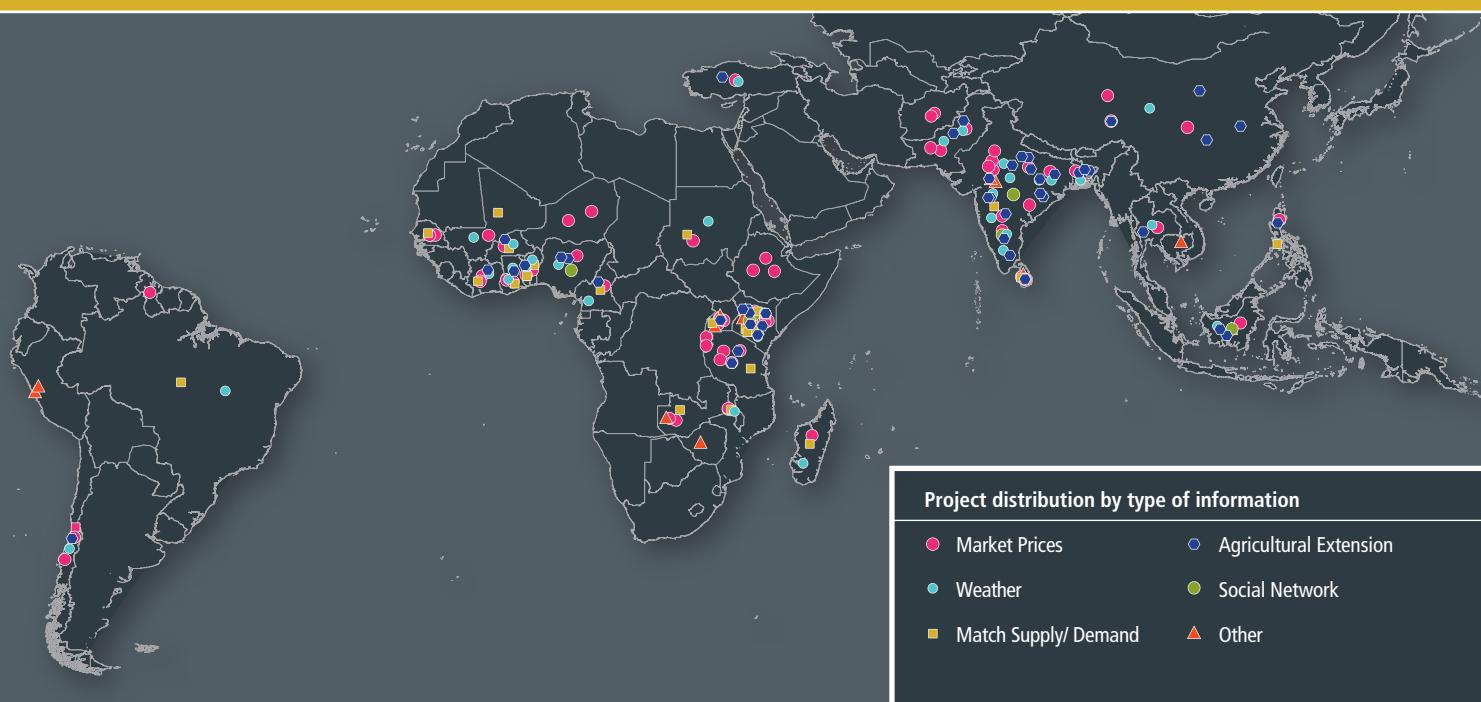 Project distribution by type of information
Market Prices
Agricultural Extension
Weather
Social Network
Match Supply/ Demand
Other